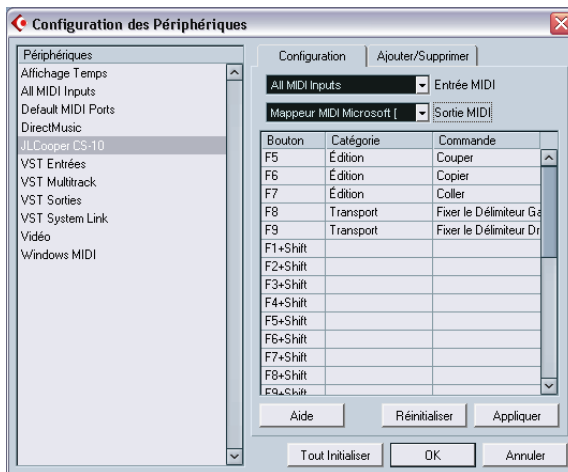 Configuration des Périphériques
Périphériques
Affichage Temps
All MIDI Inputs
Default MIDI Ports
DirectMusic
JLCooper CS-10
VST Entrées
VST Multitrack
VST Sorties
VST System Link
Vidéo
Windows MIDI
Configuration Ajouter/Supprimer
All MIDI Inputs Entrée MIDI
Mappeur MIDI Microsoft [ Sortie MIDI
Bouton Catégorie Commande
F5 Édition Couper
F6 Édition Copier
F7 Édition Coller
F8 Transport Fixer le Délimiteur Ga
F9 Transport Fixer le Délimiteur Dr
F1+Shift
F2+Shift
F3+Shift
F4+Shift
F5+Shift
F6+Shift
F7+Shift
F8+Shift
F9+Shift
Aide Réinitialiser Appliquer
Tout Initialiser OK Annuler